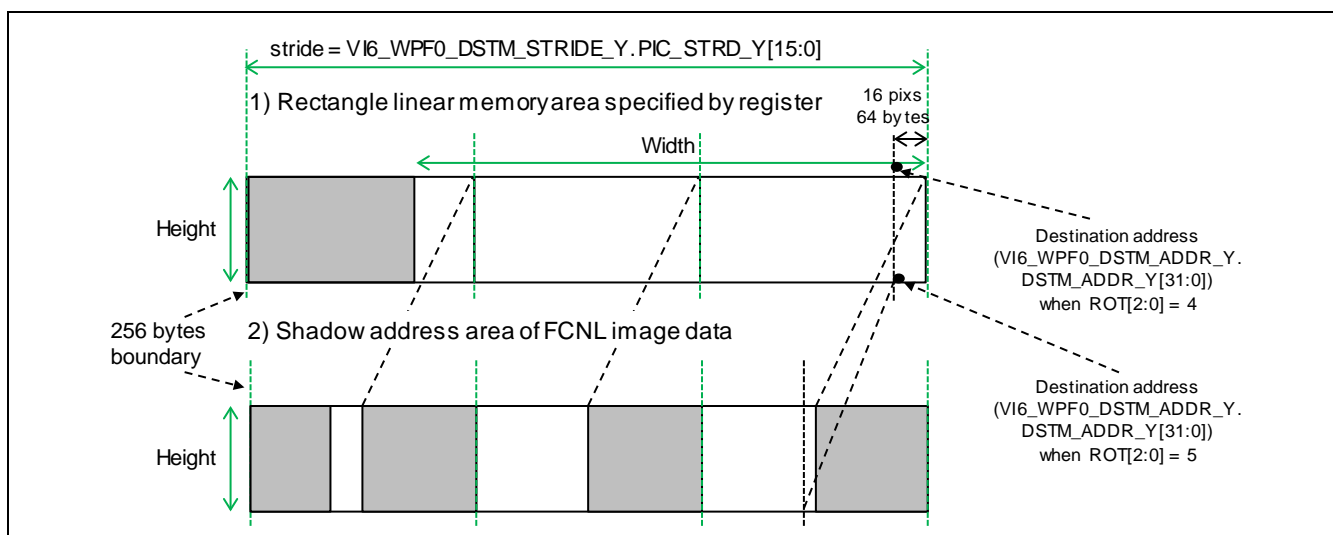 stride = VI6_WPF0_DSTM_STRIDE_Y.PIC_STRD_Y[15:0]
1) Rectangle linear memory area specified by register
16 pixs
64 bytes
Width
Height
Destination address
(VI6_WPF0_DSTM_ADDR_Y.
DSTM_ADDR_Y[31:0])
when ROT[2:0] = 4
256 bytes
boundary
2) Shadow address area of FCNL image data
Height
Destination address
(VI6_WPF0_DSTM_ADDR_Y.
DSTM_ADDR_Y[31:0])
when ROT[2:0] = 5